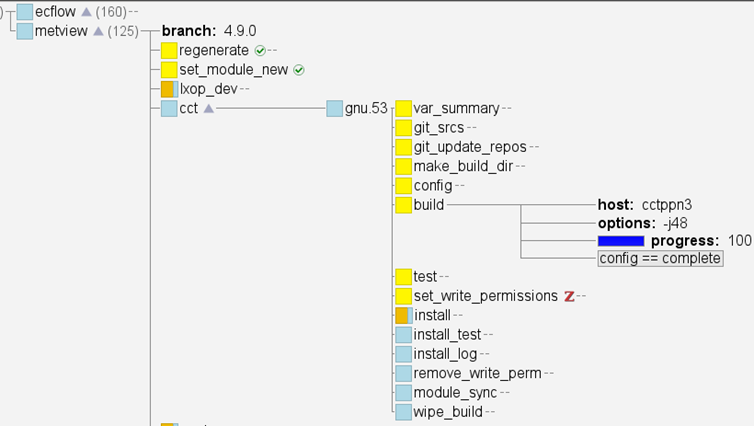 ) ecflow (160)--
metview (125) branch: 4.9.0
regenerate --
set_module_new
lxop_dev--
cct gnu.53 var_summary--
git_srcs--
git_update_repos--
make_build_dir--
config--
build host: cctppn3
options: -j48
progress: 100
config == complete
test--
set_write_permissions Z--
install--
install_test--
install_log--
remove_write_perm--
module_sync--
wipe_build--